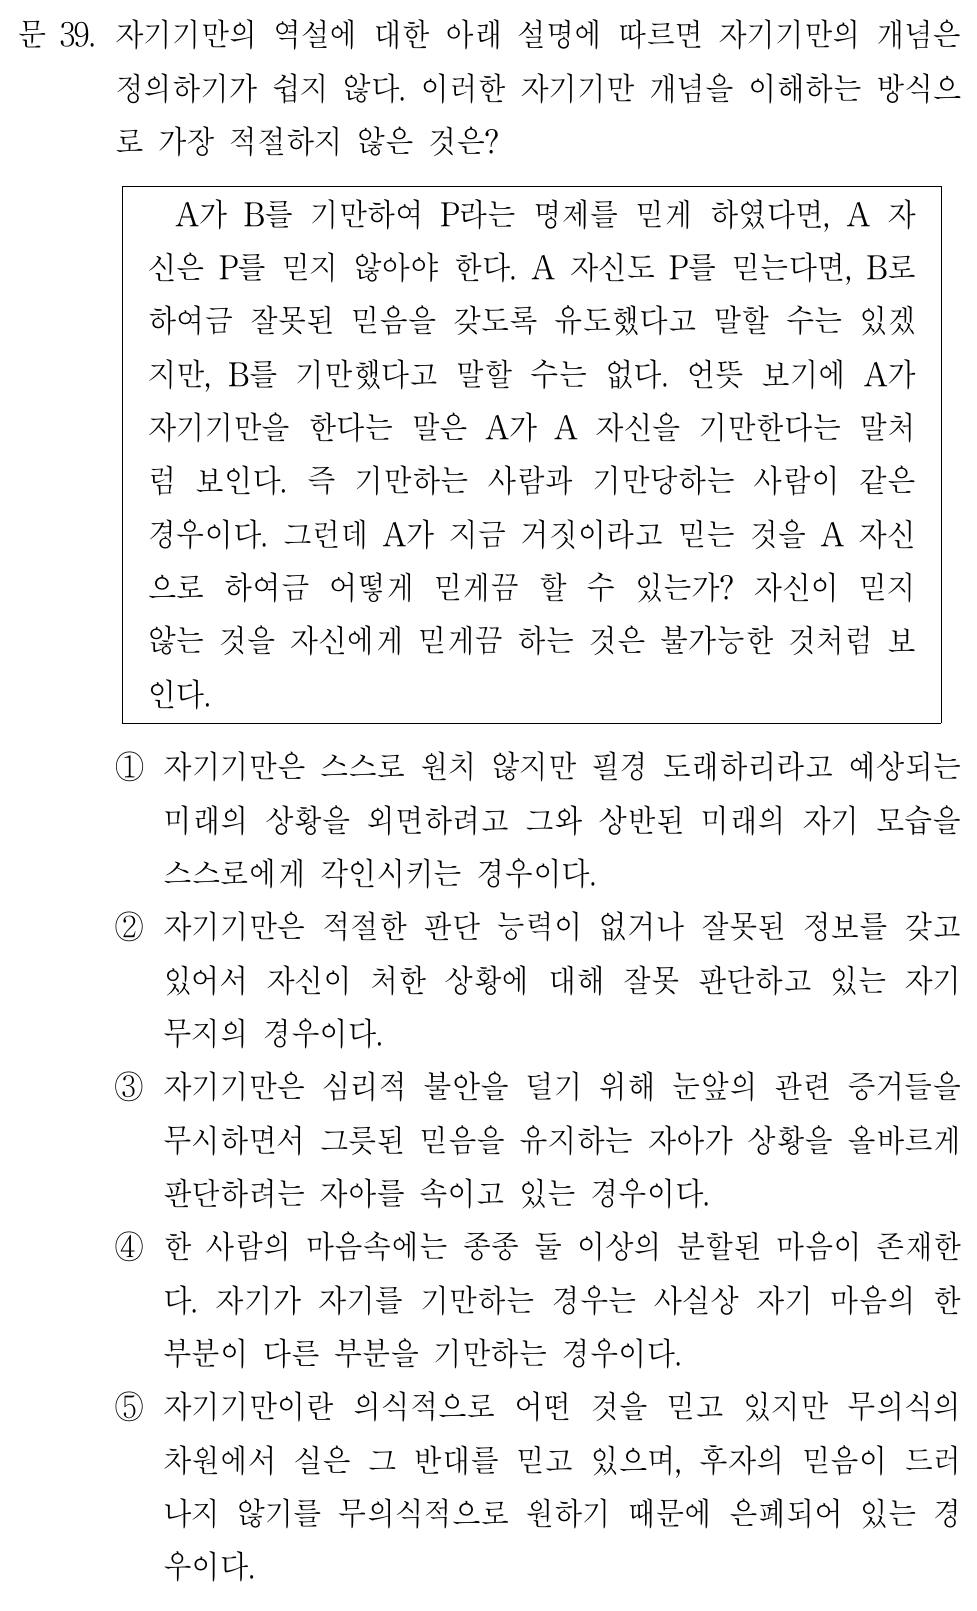 문 39. 자기기만의 역설에 대한 아래 설명에 따르면 자기기만의 개념은
정의하기가 쉽지 않다. 이러한 자기기만 개념을 이해하는 방식으
로 가장 적절하지 않은 것은?
A가 B를 기만하여 P라는 명제를 믿게 하였다면, A 자
신은 P를 믿지 않아야 한다. A 자신도 P를 믿는다면, B로
하여금 잘못된 믿음을 갖도록 유도했다고 말할 수는 있겠
지만, B를 기만했다고 말할 수는 없다. 언뜻 보기에 A가
자기기만을 한다는 말은 A가 A 자신을 기만한다는 말처
럼 보인다. 즉 기만하는 사람과 기만당하는 사람이 같은
경우이다. 그런데 A가 지금 거짓이라고 믿는 것을 A 자신
으로 하여금 어떻게 믿게끔 할 수 있는가? 자신이 믿지
않는 것을 자신에게 믿게끔 하는 것은 불가능한 것처럼 보
인다.
① 자기기만은 스스로 원치 않지만 필경 도래하리라고 예상되는
미래의 상황을 외면하려고 그와 상반된 미래의 자기 모습을
스스로에게 각인시키는 경우이다.
② 자기기만은 적절한 판단 능력이 없거나 잘못된 정보를 갖고
있어서 자신이 처한 상황에 대해 잘못 판단하고 있는 자기
무지의 경우이다.
③ 자기기만은 심리적 불안을 덜기 위해 눈앞의 관련 증거들을
무시하면서 그릇된 믿음을 유지하는 자아가 상황을 올바르게
판단하려는 자아를 속이고 있는 경우이다.
④ 한 사람의 마음속에는 종종 둘 이상의 분할된 마음이 존재한
다. 자기가 자기를 기만하는 경우는 사실상 자기 마음의 한
부분이 다른 부분을 기만하는 경우이다.
⑤ 자기기만이란 의식적으로 어떤 것을 믿고 있지만 무의식의
차원에서 실은 그 반대를 믿고 있으며, 후자의 믿음이 드러
나지 않기를 무의식적으로 원하기 때문에 은폐되어 있는 경
우이다.